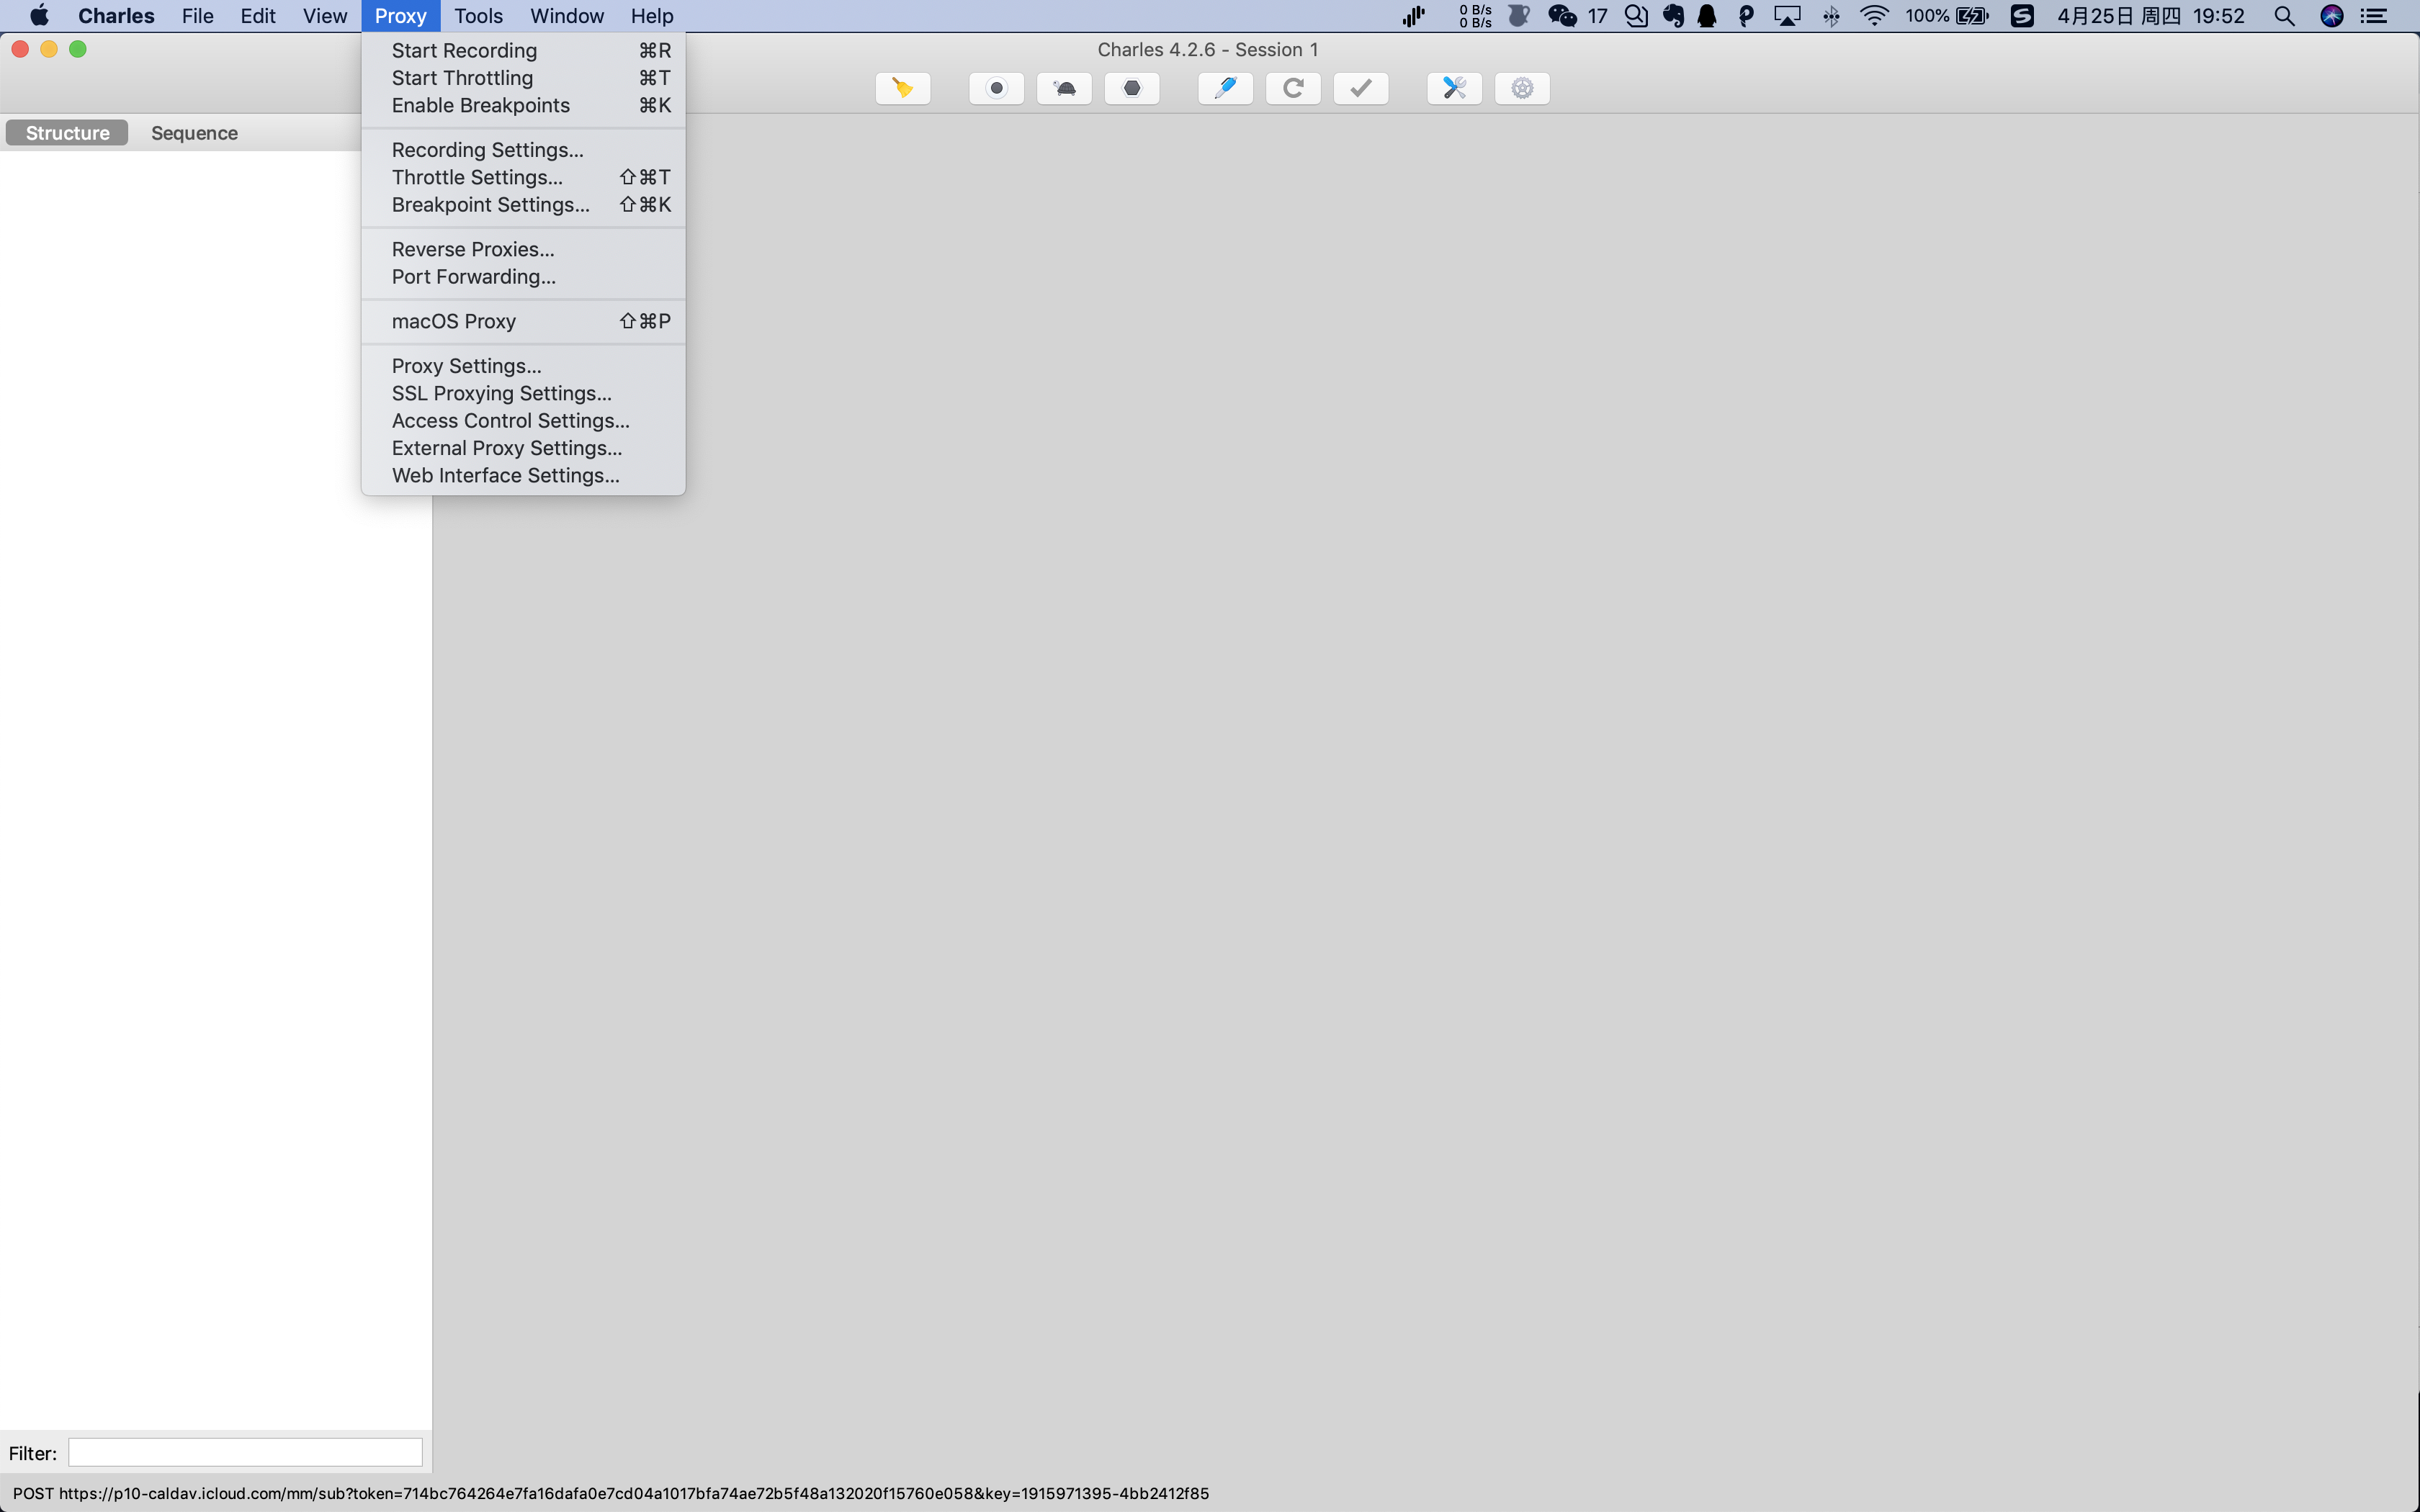 Charles File Edit View Proxy Tools Window Help 0 B/s 17 100% 4月25日 周四 19:52
0 B/s
Charles 4.2.6 - Session 1
Start Recording ⌘R
Start Throttling ⌘T
Enable Breakpoints ⌘K
Recording Settings...
Throttle Settings... ⇧⌘T
Breakpoint Settings... ⇧⌘K
Reverse Proxies...
Port Forwarding...
macOS Proxy ⇧⌘P
Proxy Settings...
SSL Proxying Settings...
Access Control Settings...
External Proxy Settings...
Web Interface Settings...
Structure Sequence
Filter:
POST https://p10-caldav.icloud.com/mm/sub?token=714bc764264e7fa16dafa0e7cd04a1017bfa74ae72b5f48a132020f15760e058&key=1915971395-4bb2412f85